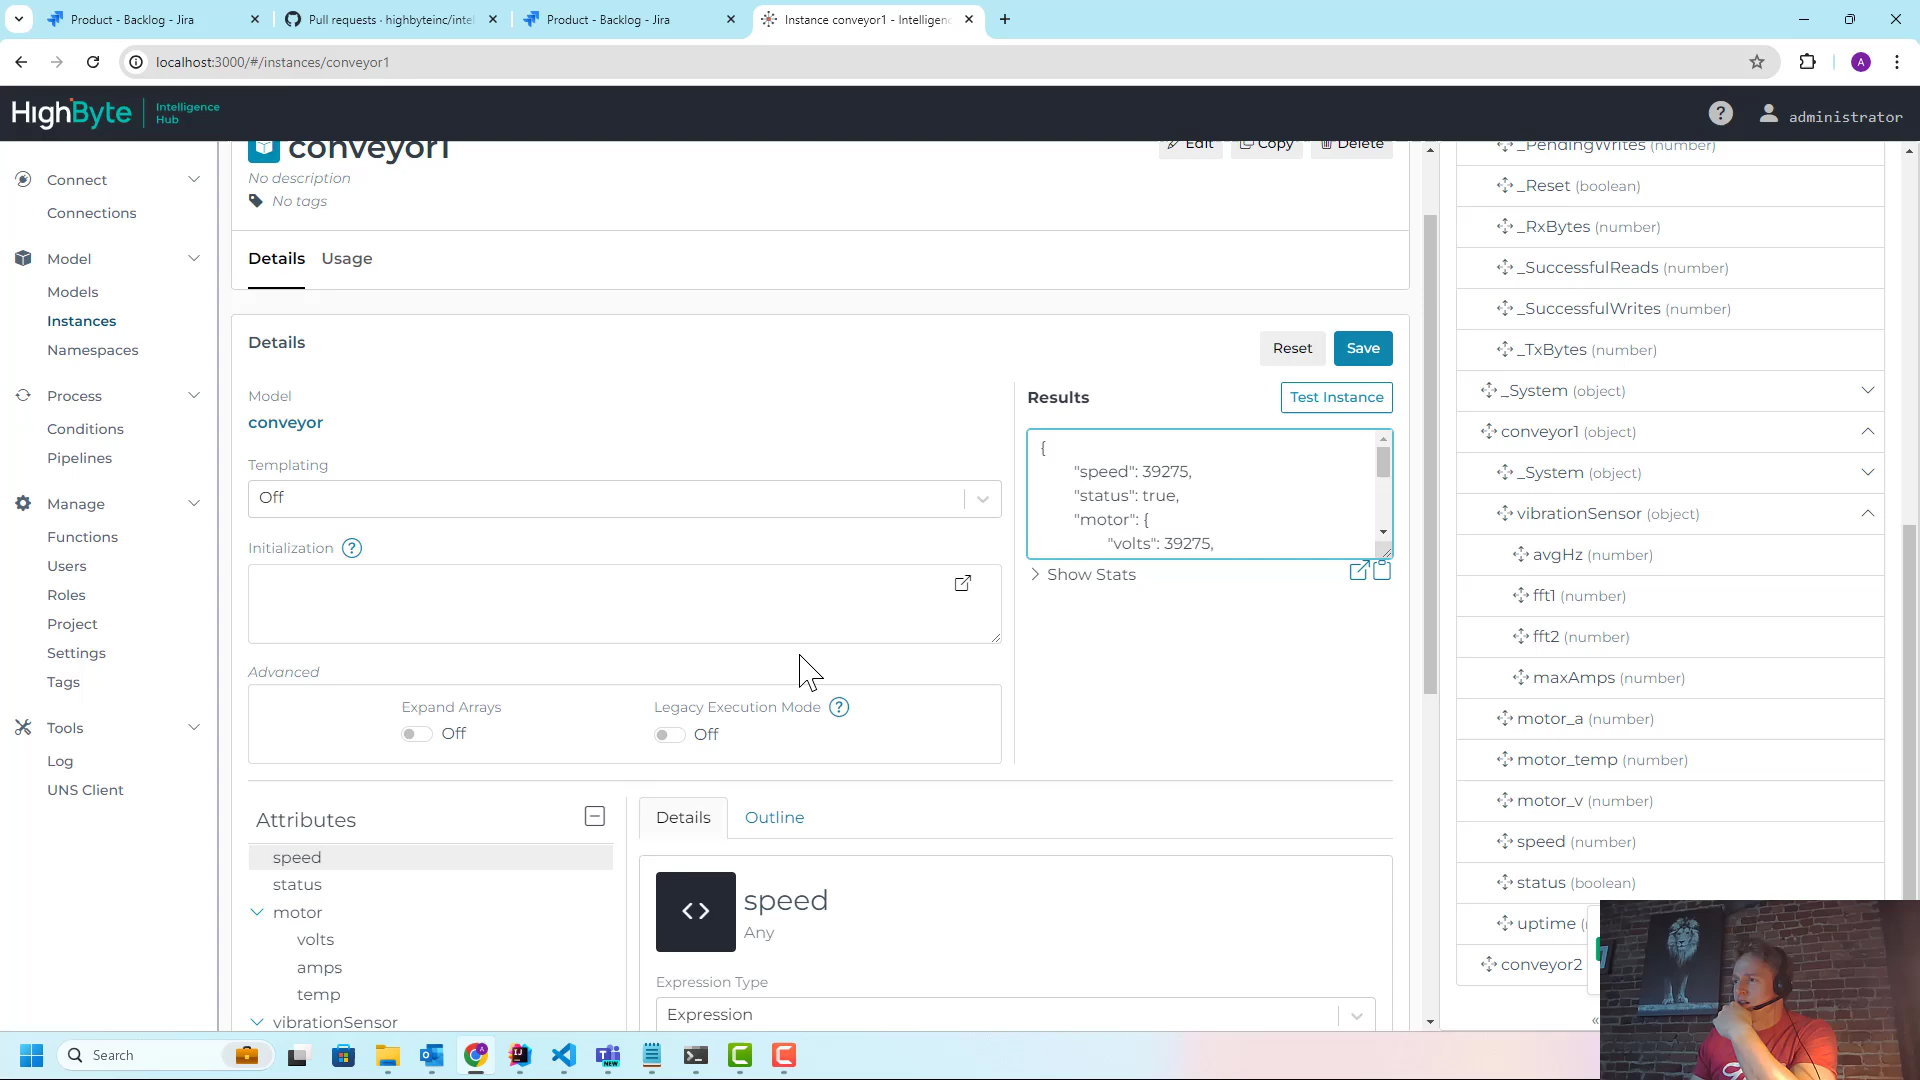 Product - Backlog - Jira
Pull requests · highbyteinc/inte
Product - Backlog - Jira
Instance conveyor1 - Intelligen
localhost:3000/#/instances/conveyor1
A
HighByte
Intelligence
Hub
?
administrator
Connect
Connections
Model
Models
Instances
Namespaces
Process
Conditions
Pipelines
Manage
Functions
Users
Roles
Project
Settings
Tags
Tools
Log
UNS Client
conveyor1
Edit
Copy
Delete
No description
No tags
Details
Usage
Details
Reset
Save
Model
conveyor
Templating
Off
Initialization
?
Advanced
Expand Arrays
Off
Legacy Execution Mode
?
Off
Results
Test Instance
{
"speed": 39275,
"status": true,
"motor": {
"volts": 39275,
Show Stats
Attributes
speed
status
motor
volts
amps
temp
vibrationSensor
Details
Outline
<>
speed
Any
Expression Type
Expression
_PendingWrites (number)
_Reset (boolean)
_RxBytes (number)
_SuccessfulReads (number)
_SuccessfulWrites (number)
_TxBytes (number)
_System (object)
conveyor1 (object)
_System (object)
vibrationSensor (object)
avgHz (number)
fft1 (number)
fft2 (number)
maxAmps (number)
motor_a (number)
motor_temp (number)
motor_v (number)
speed (number)
status (boolean)
uptime (
conveyor2
«
Search
NEW